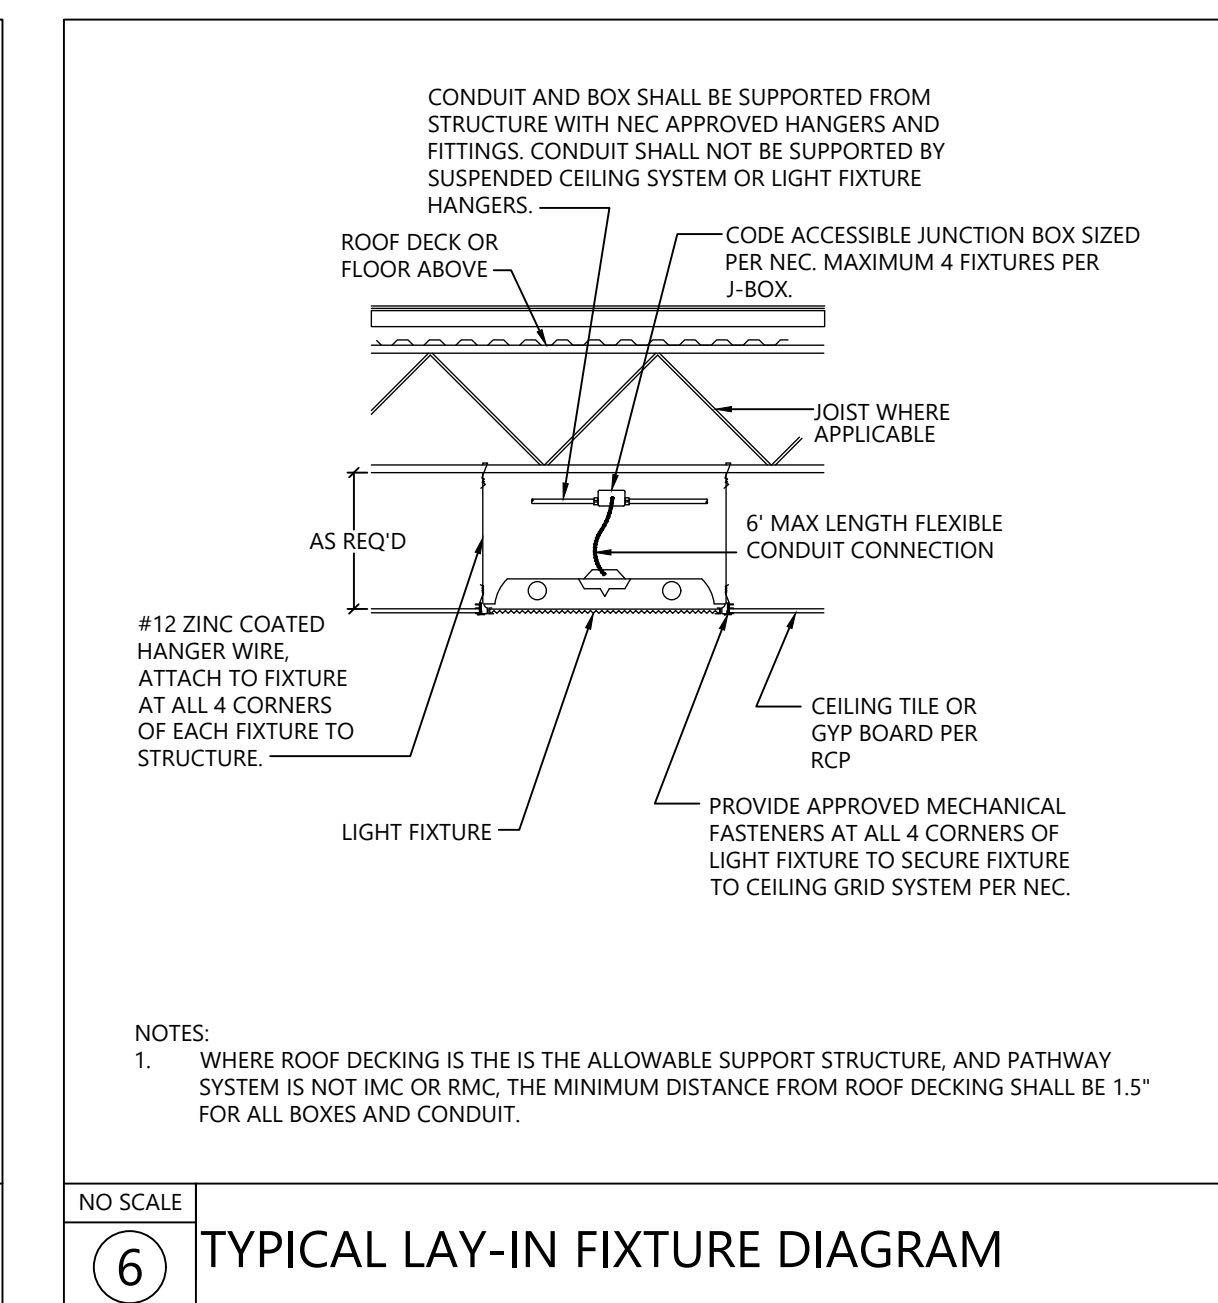 CONDUIT AND BOX SHALL BE SUPPORTED FROM
STRUCTURE WITH NEC APPROVED HANGERS AND
FITTINGS. CONDUIT SHALL NOT BE SUPPORTED BY
SUSPENDED CEILING SYSTEM OR LIGHT FIXTURE
HANGERS.
ROOF DECK OR
FLOOR ABOVE
CODE ACCESSIBLE JUNCTION BOX SIZED
PER NEC. MAXIMUM 4 FIXTURES PER
J-BOX.
JOIST WHERE
APPLICABLE
AS REQ'D
6' MAX LENGTH FLEXIBLE
CONDUIT CONNECTION
#12 ZINC COATED
HANGER WIRE,
ATTACH TO FIXTURE
AT ALL 4 CORNERS
OF EACH FIXTURE TO
STRUCTURE.
CEILING TILE OR
GYP BOARD PER
RCP
LIGHT FIXTURE
PROVIDE APPROVED MECHANICAL
FASTENERS AT ALL 4 CORNERS OF
LIGHT FIXTURE TO SECURE FIXTURE
TO CEILING GRID SYSTEM PER NEC.
NOTES:
1. WHERE ROOF DECKING IS THE IS THE ALLOWABLE SUPPORT STRUCTURE, AND PATHWAY
SYSTEM IS NOT IMC OR RMC, THE MINIMUM DISTANCE FROM ROOF DECKING SHALL BE 1.5"
FOR ALL BOXES AND CONDUIT.
NO SCALE
6
TYPICAL LAY-IN FIXTURE DIAGRAM